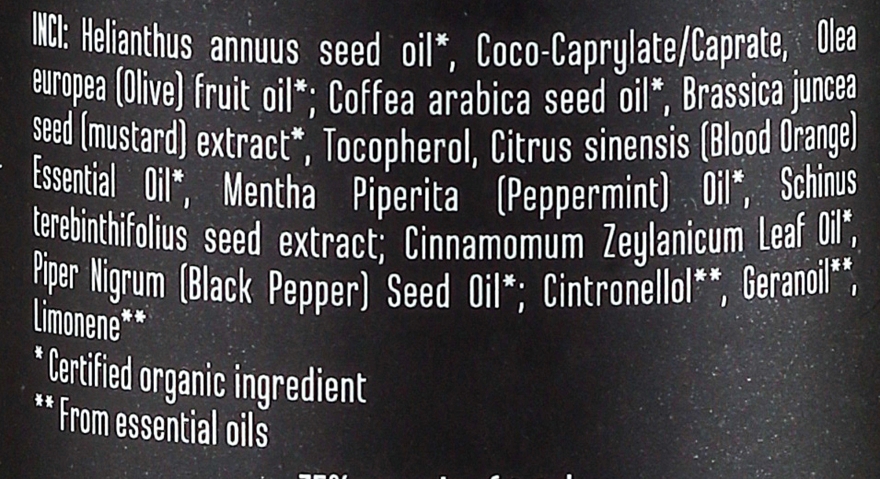 INCI: Helianthus annuus seed oil*, Coco-Caprylate/Caprate, Olea
europea (Olive) fruit oil*; Coffea arabica seed oil*, Brassica juncea
seed (mustard) extract*, Tocopherol, Citrus sinensis (Blood Orange)
Essential Oil*, Mentha Piperita (Peppermint) Oil*, Schinus
terebinthifolius seed extract; Cinnamomum Zeylanicum Leaf Oil*,
Piper Nigrum (Black Pepper) Seed Oil*; Cintronellol**, Geranoil**,
Limonene**
* Certified organic ingredient
** From essential oils